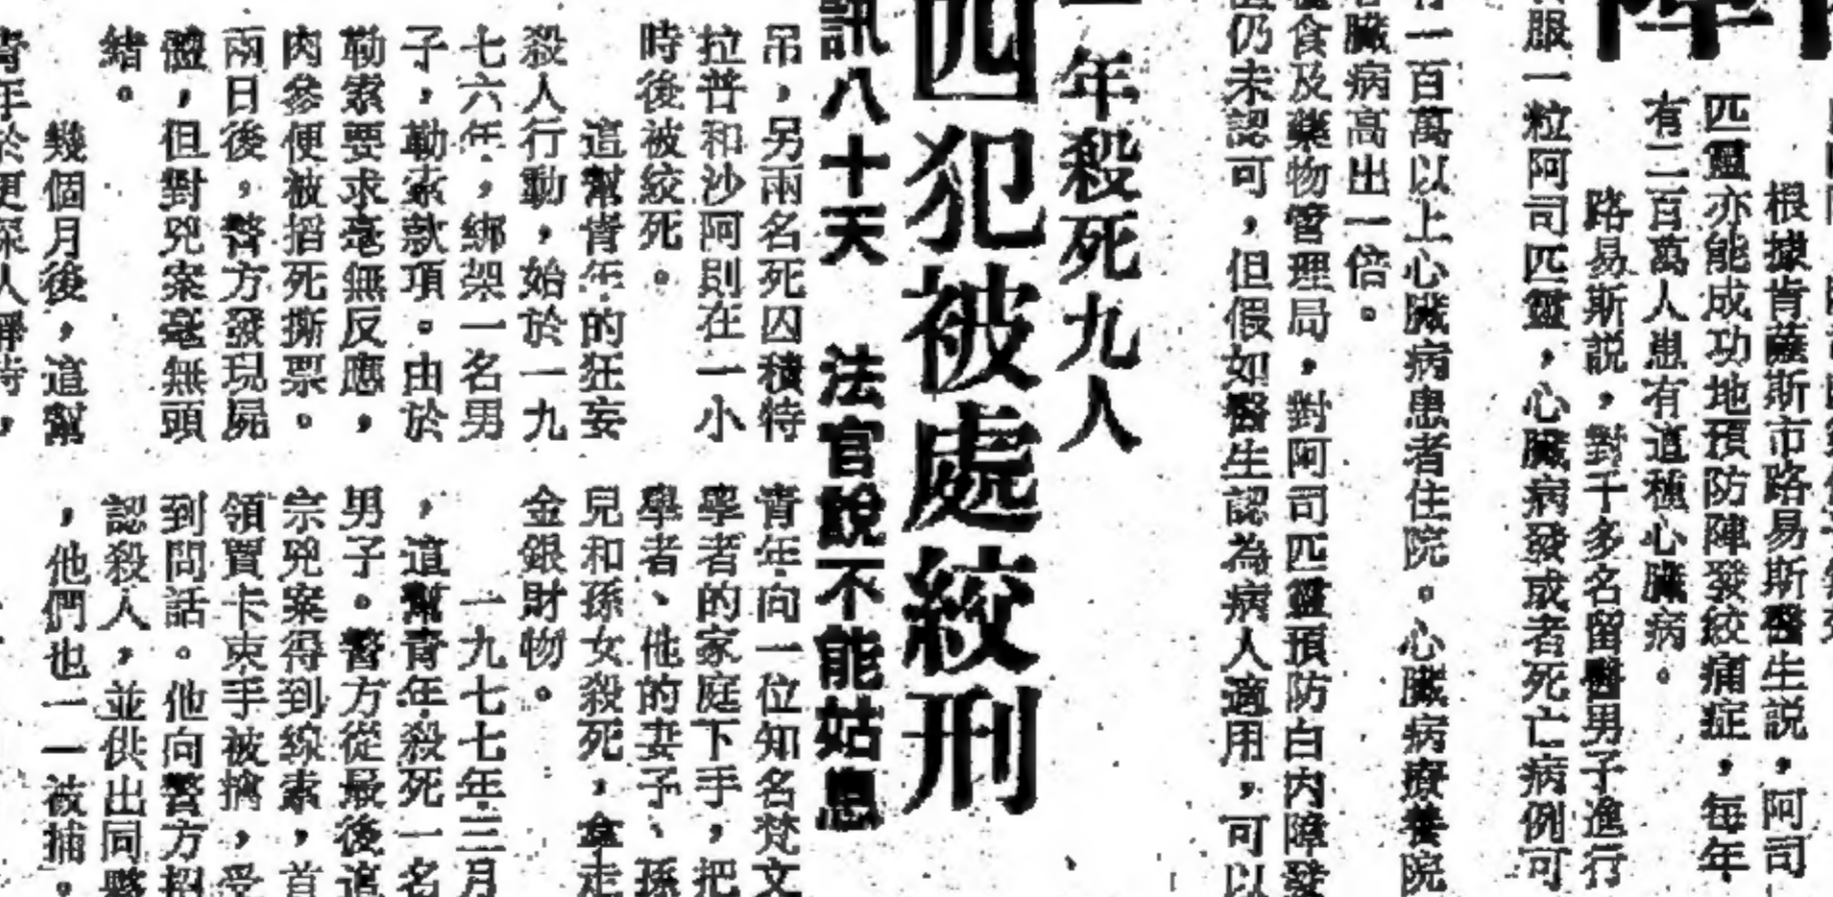 根據肯薩斯市路易斯醫生説，阿司
匹靈亦能成功地預防陣發絞痛症，每年
有二百萬人患有這種心臟病。
路易斯説，對千多名留醫男子進行
服一粒阿司匹靈，心臟病發或者死亡病例可
一百萬以上心臟病患者住院。心臟病療養院
臟病高出一倍。
食及藥物管理局，對阿司匹靈預防白內障發
仍未認可，但假如醫生認為病人適用，可以
一年殺死九人
四犯被處絞刑
訊八十天　法官說不能姑息
吊，另兩名死囚積特
拉普和沙阿則在一小
時後被絞死。
這幫青年的狂妄
殺人行動，始於一九
七六年，綁架一名男
子，勒索款項。由於
勒索要求毫無反應，
肉參便被掐死撕票。
兩日後，警方發現屍
體，但對兇案毫無頭
緒。
幾個月後，這幫
青年向一位知名梵文
學者的家庭下手，把
學者、他的妻子、孫
兒和孫女殺死，拿走
金銀財物。
一九七七年三月
，這幫青年殺死一名
男子。警方從最後這
宗兇案得到線索，首
領賈卡束手被擒，受
到問話。他向警方招
認殺人，並供出同夥
，他們也一一被捕。